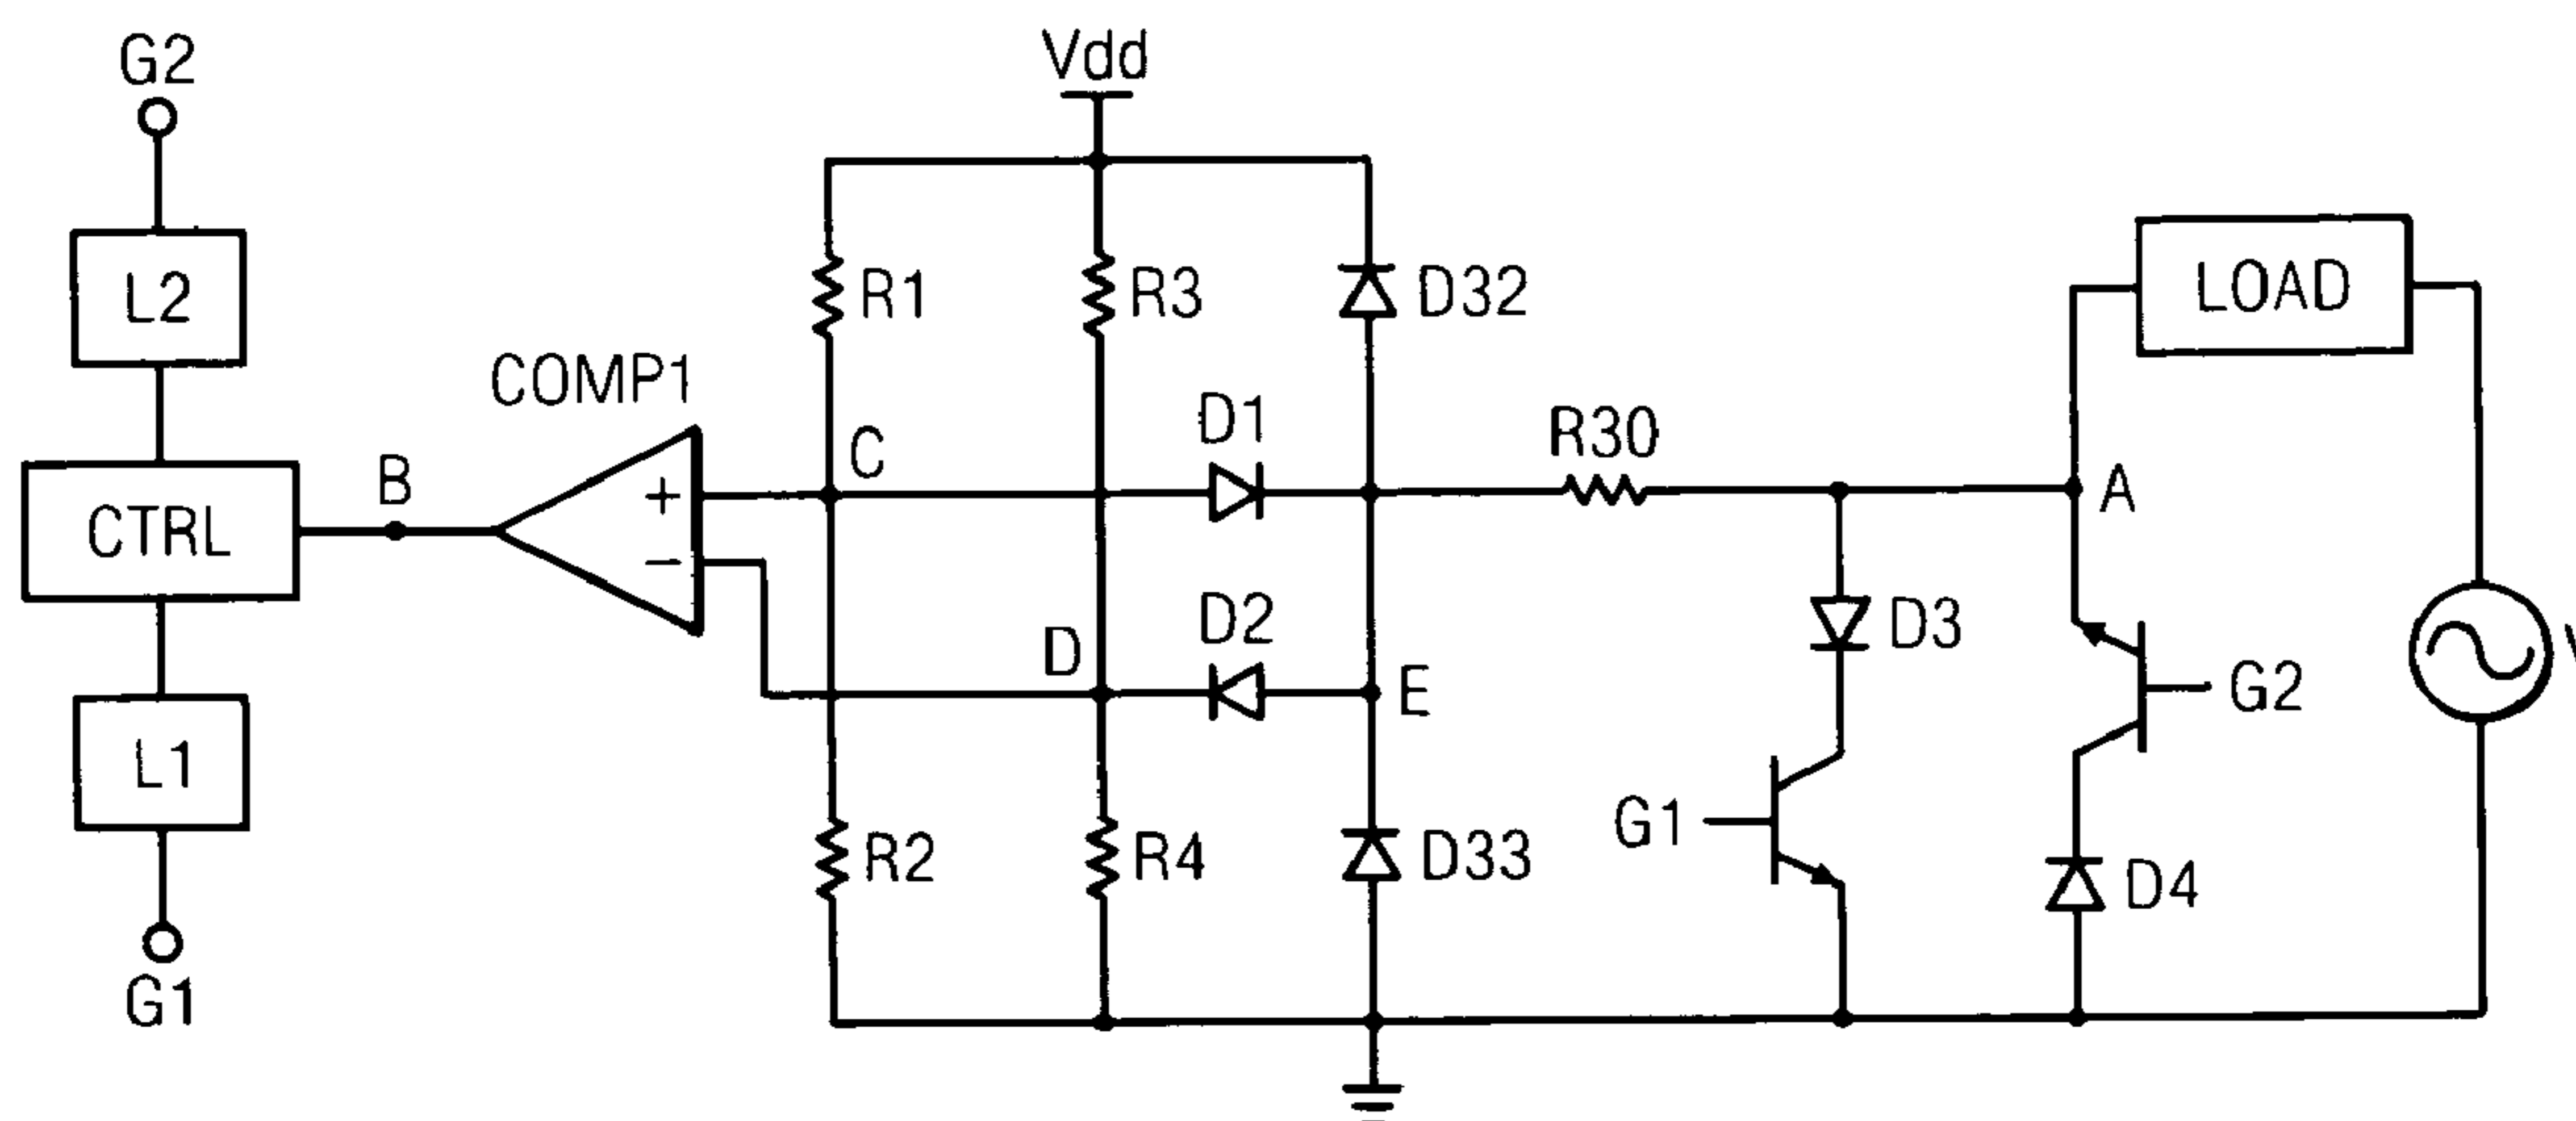 G2
Vdd
L2
R1
R3
D32
LOAD
COMP1
D1
R30
C
B
A
+
CTRL
−
D2
D3
D
E
G2
L1
G1
R2
R4
D33
D4
G1